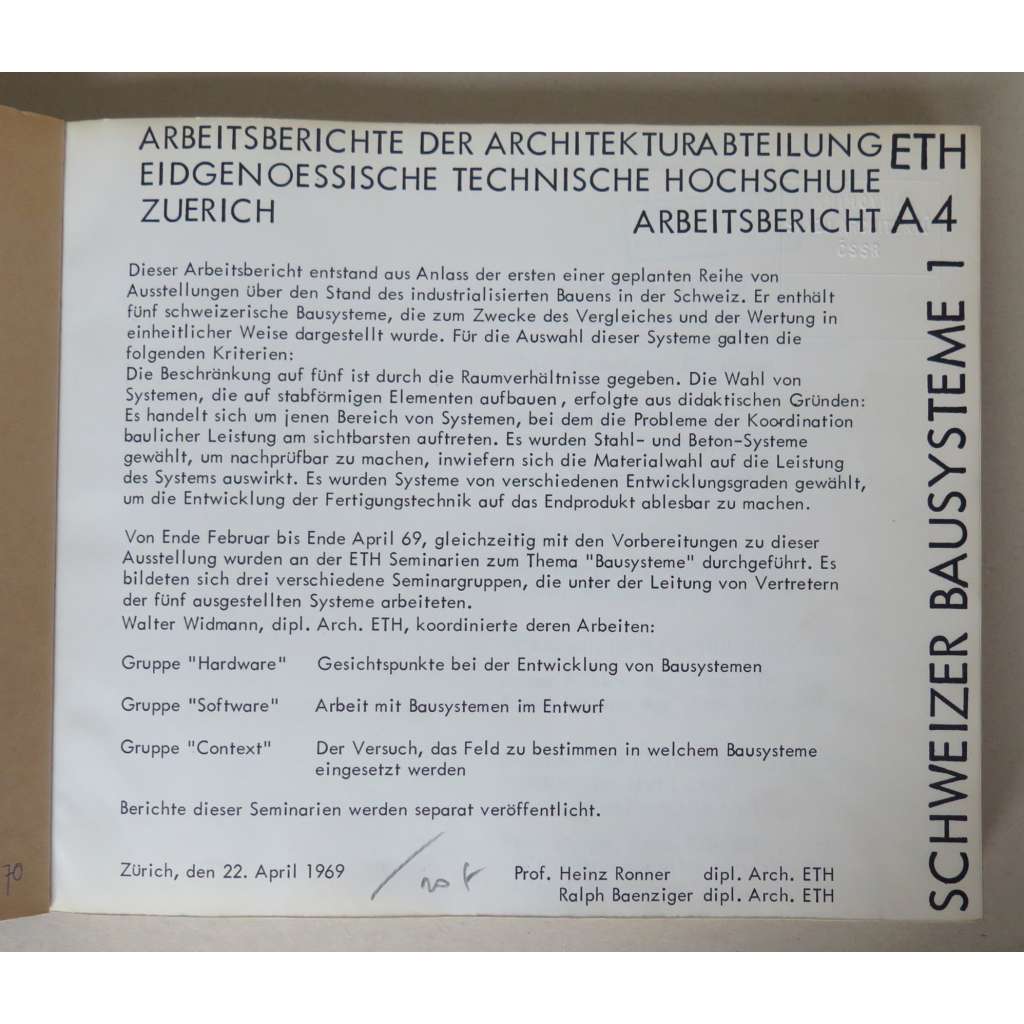 ARBEITSBERICHTE DER ARCHITEKTURABTEILUNG ETH
EIDGENOESSISCHE TECHNISCHE HOCHSCHULE
ZUERICH ARBEITSBERICHT A4
ČSSR
Dieser Arbeitsbericht entstand aus Anlass der ersten einer geplanten Reihe von
Ausstellungen über den Stand des industrialisierten Bauens in der Schweiz. Er enthält
fünf schweizerische Bausysteme, die zum Zwecke des Vergleiches und der Wertung in
einheitlicher Weise dargestellt wurde. Für die Auswahl dieser Systeme galten die
folgenden Kriterien:
Die Beschränkung auf fünf ist durch die Raumverhältnisse gegeben. Die Wahl von
Systemen, die auf stabförmigen Elementen aufbauen, erfolgte aus didaktischen Gründen:
Es handelt sich um jenen Bereich von Systemen, bei dem die Probleme der Koordination
baulicher Leistung am sichtbarsten auftreten. Es wurden Stahl- und Beton-Systeme
gewählt, um nachprüfbar zu machen, inwiefern sich die Materialwahl auf die Leistung
des Systems auswirkt. Es wurden Systeme von verschiedenen Entwicklungsgraden gewählt,
um die Entwicklung der Fertigungstechnik auf das Endprodukt ablesbar zu machen.
Von Ende Februar bis Ende April 69, gleichzeitig mit den Vorbereitungen zu dieser
Ausstellung wurden an der ETH Seminarien zum Thema "Bausysteme" durchgeführt. Es
bildeten sich drei verschiedene Seminargruppen, die unter der Leitung von Vertretern
der fünf ausgestellten Systeme arbeiteten.
Walter Widmann, dipl. Arch. ETH, koordinierte deren Arbeiten:
Gruppe "Hardware" Gesichtspunkte bei der Entwicklung von Bausystemen
Gruppe "Software" Arbeit mit Bausystemen im Entwurf
Gruppe "Context" Der Versuch, das Feld zu bestimmen in welchem Bausysteme
eingesetzt werden
Berichte dieser Seminarien werden separat veröffentlicht.
Zürich, den 22. April 1969 Prof. Heinz Ronner dipl. Arch. ETH
Ralph Baenziger dipl. Arch. ETH
SCHWEIZER BAUSYSTEME 1
70